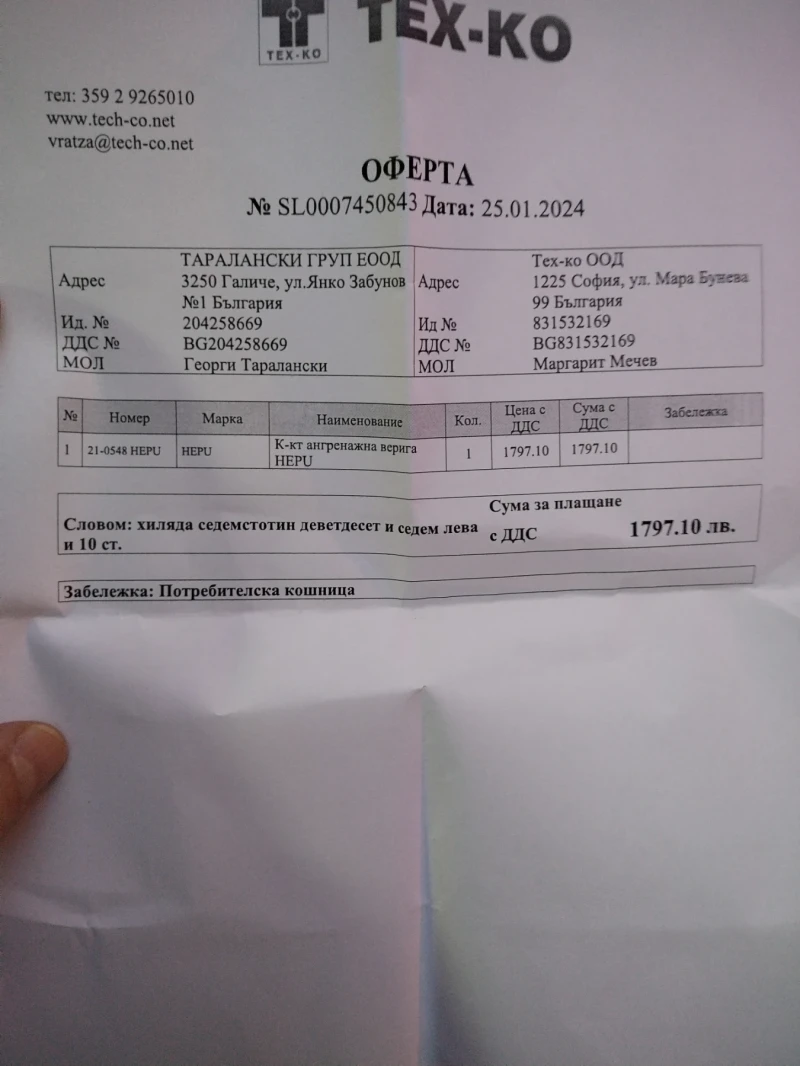 ТЕХ-КО
ТЕХ-КО
тел: 359 2 9265010
www.tech-co.net
vratza@tech-co.net
ОФЕРТА
№ SL0007450843 Дата: 25.01.2024
ТАРАЛАНСКИ ГРУП ЕООД
Адрес 3250 Галиче, ул.Янко Забунов
№1 България
Ид. № 204258669
ДДС № BG204258669
МОЛ Георги Таралански
Тех-ко ООД
Адрес 1225 София, ул. Мара Бунева
99 България
Ид № 831532169
ДДС № BG831532169
МОЛ Маргарит Мечев
№ Номер Марка Наименование Кол. Цена с ДДС Сума с ДДС Забележка
1 21-0548 HEPU HEPU К-кт ангренажна верига HEPU 1 1797.10 1797.10
Словом: хиляда седемстотин деветдесет и седем лева
и 10 ст.
Сума за плащане
с ДДС 1797.10 лв.
Забележка: Потребителска кошница